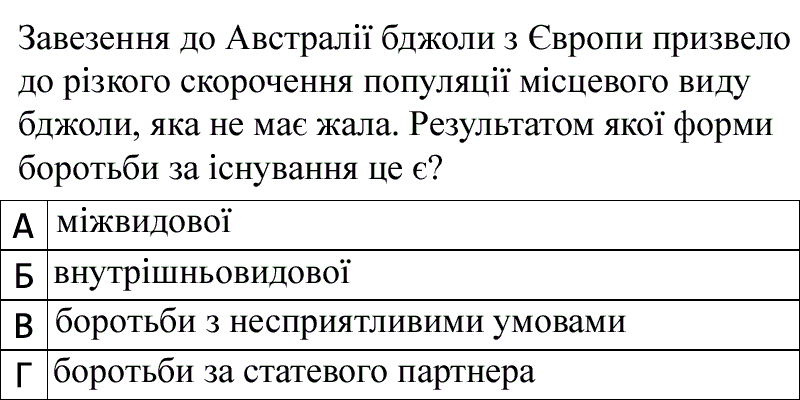 Завезення до Австралії бджоли з Європи призвело
до різкого скорочення популяції місцевого виду
бджоли, яка не має жала. Результатом якої форми
боротьби за існування це є?
А міжвидової
Б внутрішньовидової
В боротьби з несприятливими умовами
Г боротьби за статевого партнера